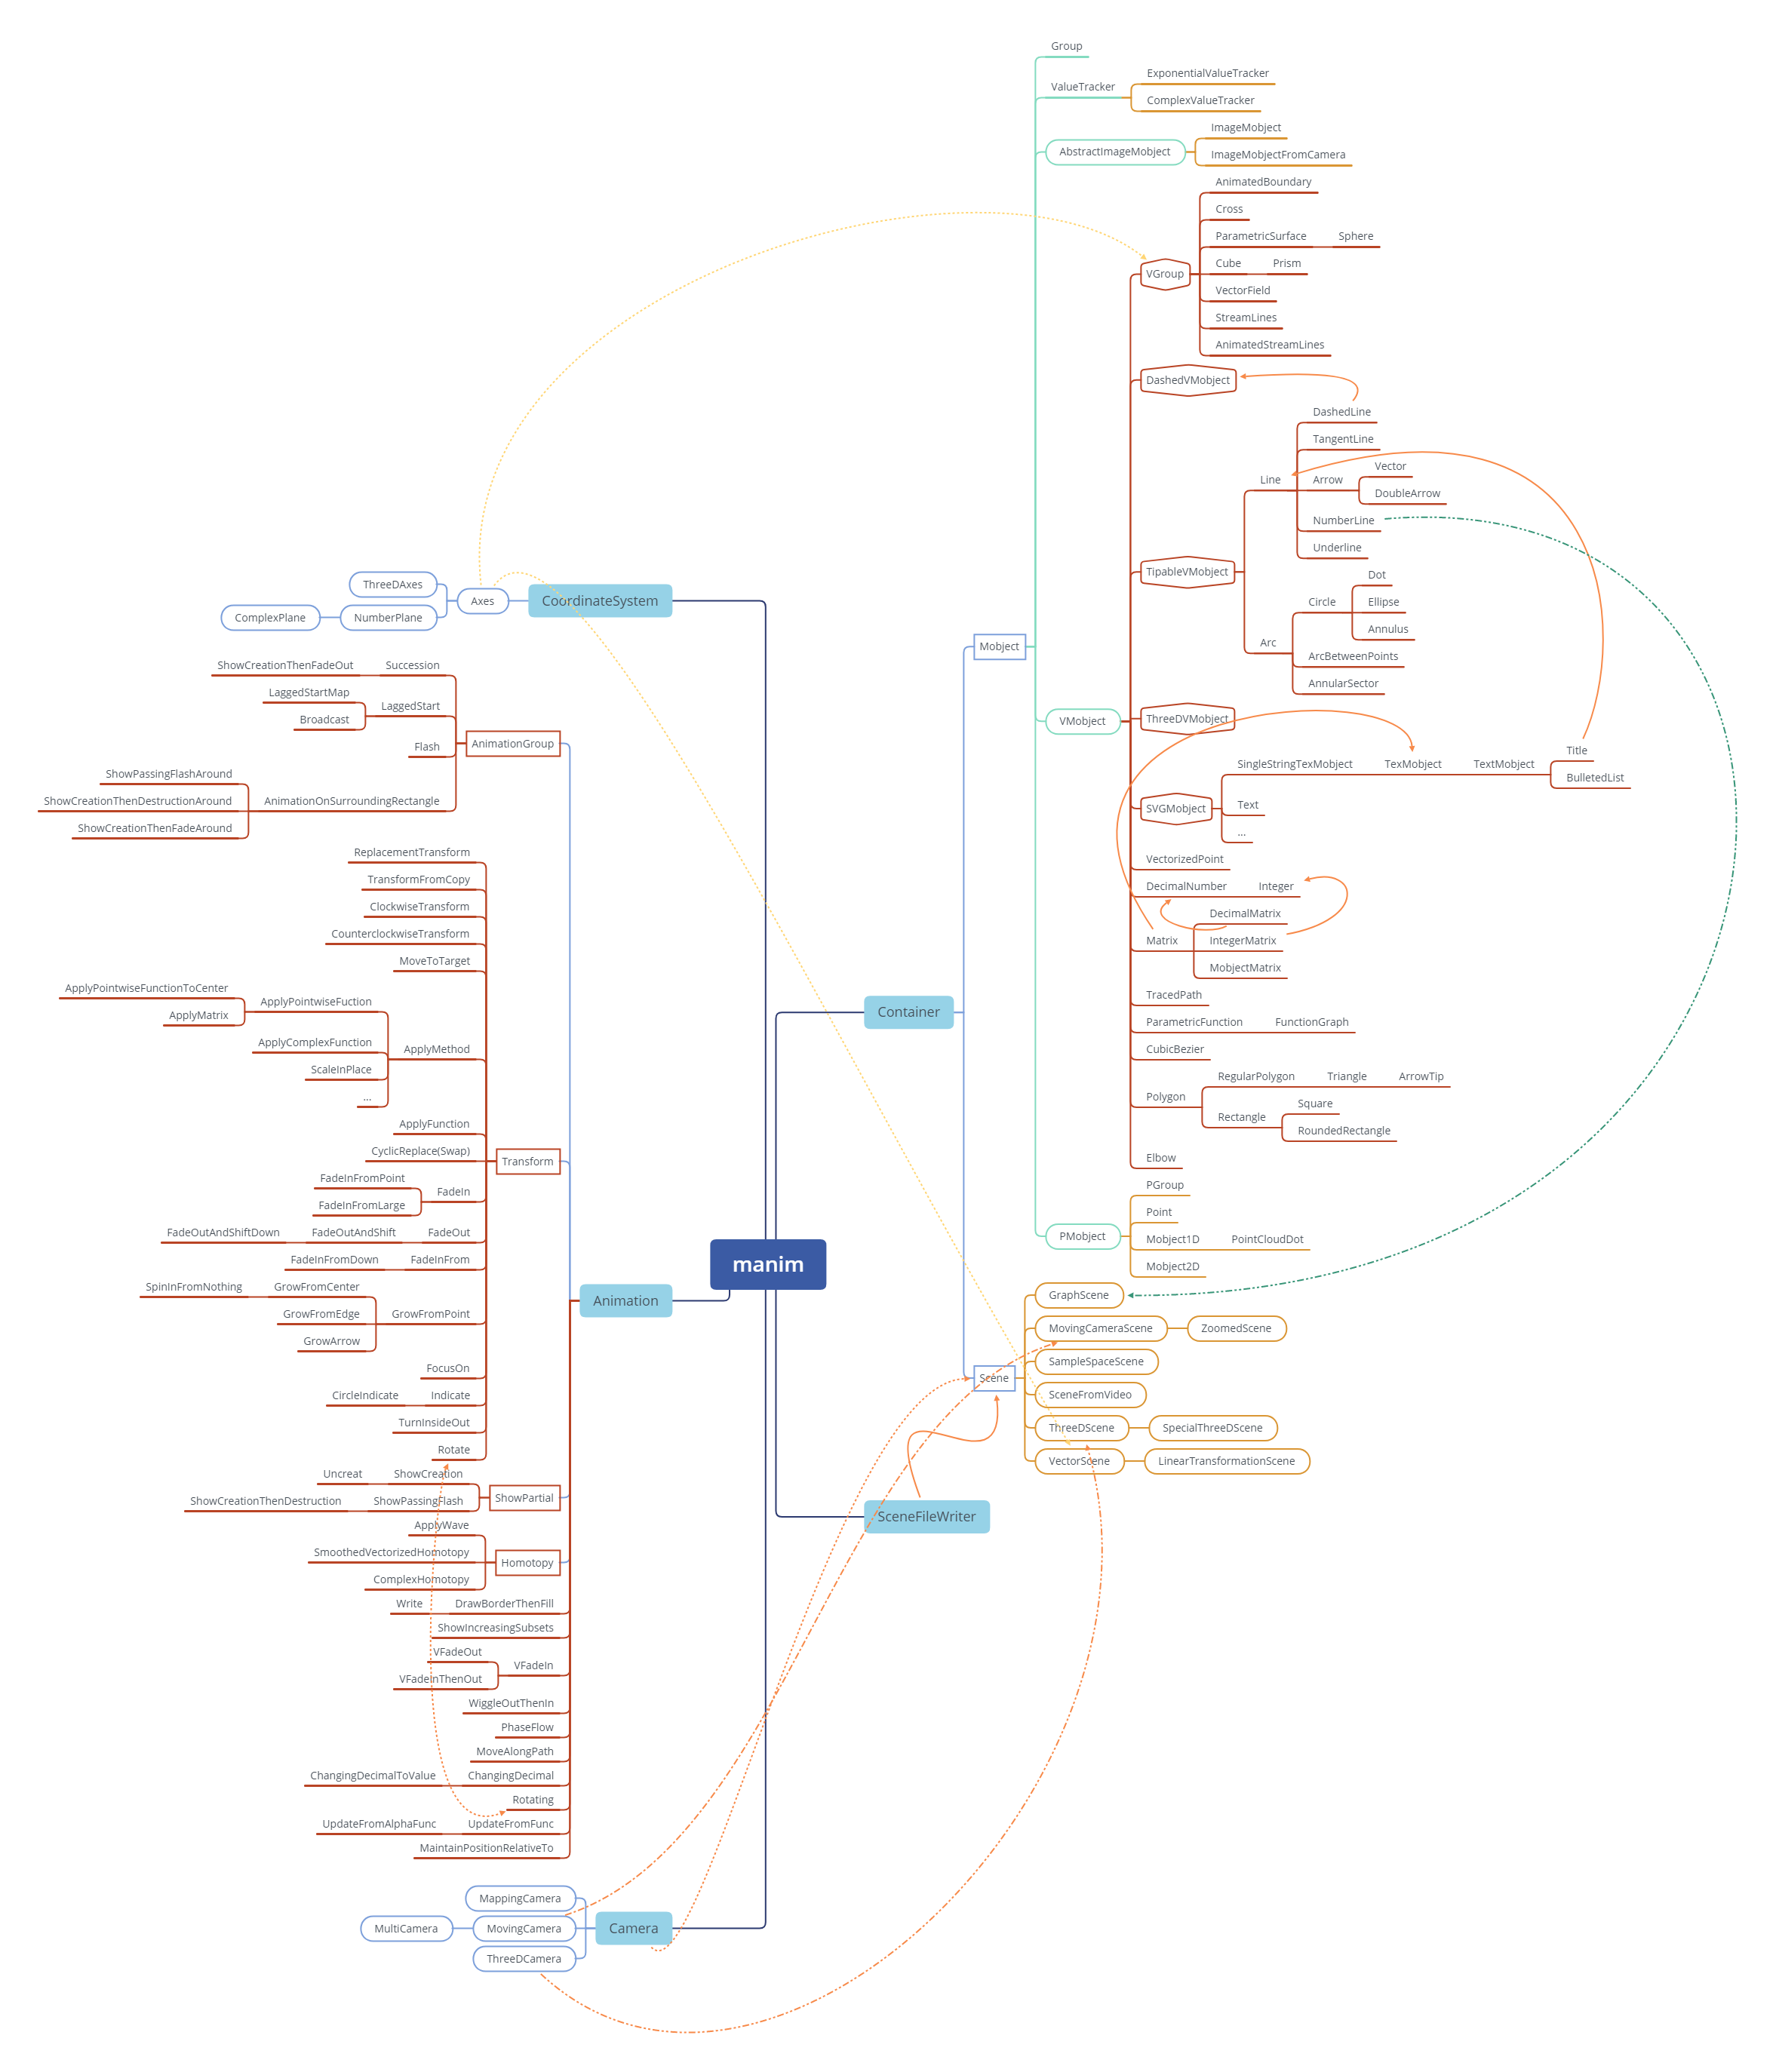 manim
CoordinateSystem
Axes
ThreeDAxes
NumberPlane
ComplexPlane
Animation
AnimationGroup
Succession
ShowCreationThenFadeOut
LaggedStart
LaggedStartMap
Broadcast
Flash
AnimationOnSurroundingRectangle
ShowPassingFlashAround
ShowCreationThenDestructionAround
ShowCreationThenFadeAround
Transform
ReplacementTransform
TransformFromCopy
ClockwiseTransform
CounterclockwiseTransform
MoveToTarget
ApplyMethod
ApplyPointwiseFuction
ApplyPointwiseFunctionToCenter
ApplyMatrix
ApplyComplexFunction
ScaleInPlace
...
ApplyFunction
CyclicReplace(Swap)
FadeIn
FadeInFromPoint
FadeInFromLarge
FadeOut
FadeOutAndShift
FadeOutAndShiftDown
FadeInFrom
FadeInFromDown
GrowFromPoint
GrowFromCenter
SpinInFromNothing
GrowFromEdge
GrowArrow
FocusOn
Indicate
CircleIndicate
TurnInsideOut
Rotate
ShowPartial
ShowCreation
Uncreat
ShowPassingFlash
ShowCreationThenDestruction
Homotopy
ApplyWave
SmoothedVectorizedHomotopy
ComplexHomotopy
DrawBorderThenFill
Write
ShowIncreasingSubsets
VFadeIn
VFadeOut
VFadeInThenOut
WiggleOutThenIn
PhaseFlow
MoveAlongPath
ChangingDecimal
ChangingDecimalToValue
Rotating
UpdateFromFunc
UpdateFromAlphaFunc
MaintainPositionRelativeTo
Camera
MappingCamera
MovingCamera
MultiCamera
ThreeDCamera
Container
Mobject
Group
ValueTracker
ExponentialValueTracker
ComplexValueTracker
AbstractImageMobject
ImageMobject
ImageMobjectFromCamera
VMobject
VGroup
AnimatedBoundary
Cross
ParametricSurface
Sphere
Cube
Prism
VectorField
StreamLines
AnimatedStreamLines
DashedVMobject
TipableVMobject
Line
DashedLine
TangentLine
Arrow
Vector
DoubleArrow
NumberLine
Underline
Arc
Circle
Dot
Ellipse
Annulus
ArcBetweenPoints
AnnularSector
ThreeDVMobject
SVGMobject
SingleStringTexMobject
TexMobject
TextMobject
Title
BulletedList
Text
...
VectorizedPoint
DecimalNumber
Integer
Matrix
DecimalMatrix
IntegerMatrix
MobjectMatrix
TracedPath
ParametricFunction
FunctionGraph
CubicBezier
Polygon
RegularPolygon
Triangle
ArrowTip
Rectangle
Square
RoundedRectangle
Elbow
PMobject
PGroup
Point
Mobject1D
PointCloudDot
Mobject2D
Scene
GraphScene
MovingCameraScene
ZoomedScene
SampleSpaceScene
SceneFromVideo
ThreeDScene
SpecialThreeDScene
VectorScene
LinearTransformationScene
SceneFileWriter